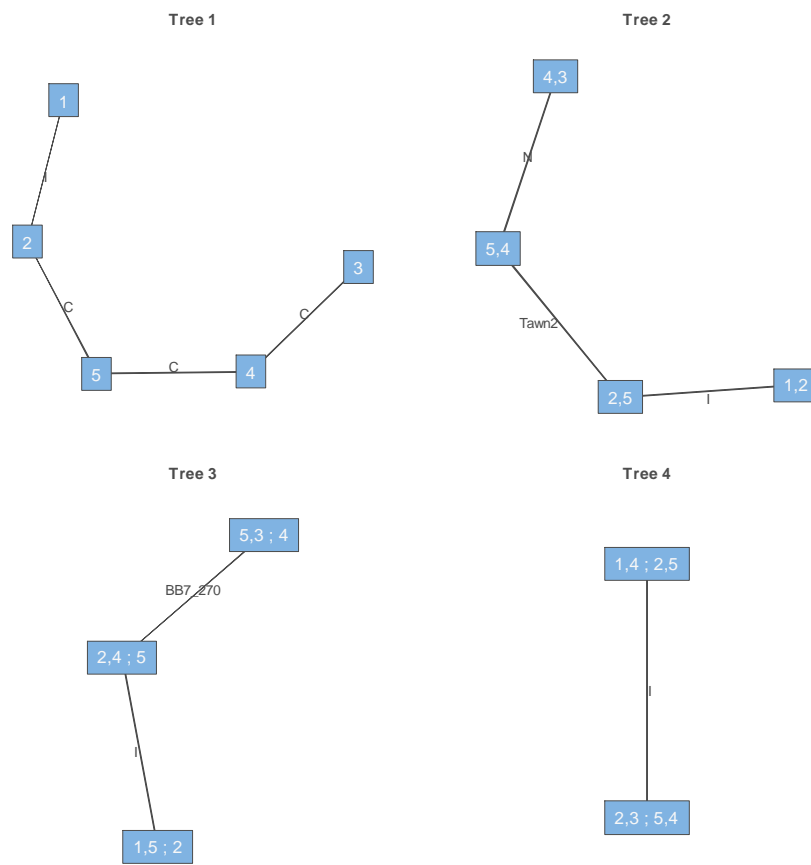 Tree 1
1
I
2
C
5
C
4
C
3
Tree 2
4,3
N
5,4
Tawn2
2,5
I
1,2
Tree 3
5,3 ; 4
BB7_270
2,4 ; 5
I
1,5 ; 2
Tree 4
1,4 ; 2,5
I
2,3 ; 5,4